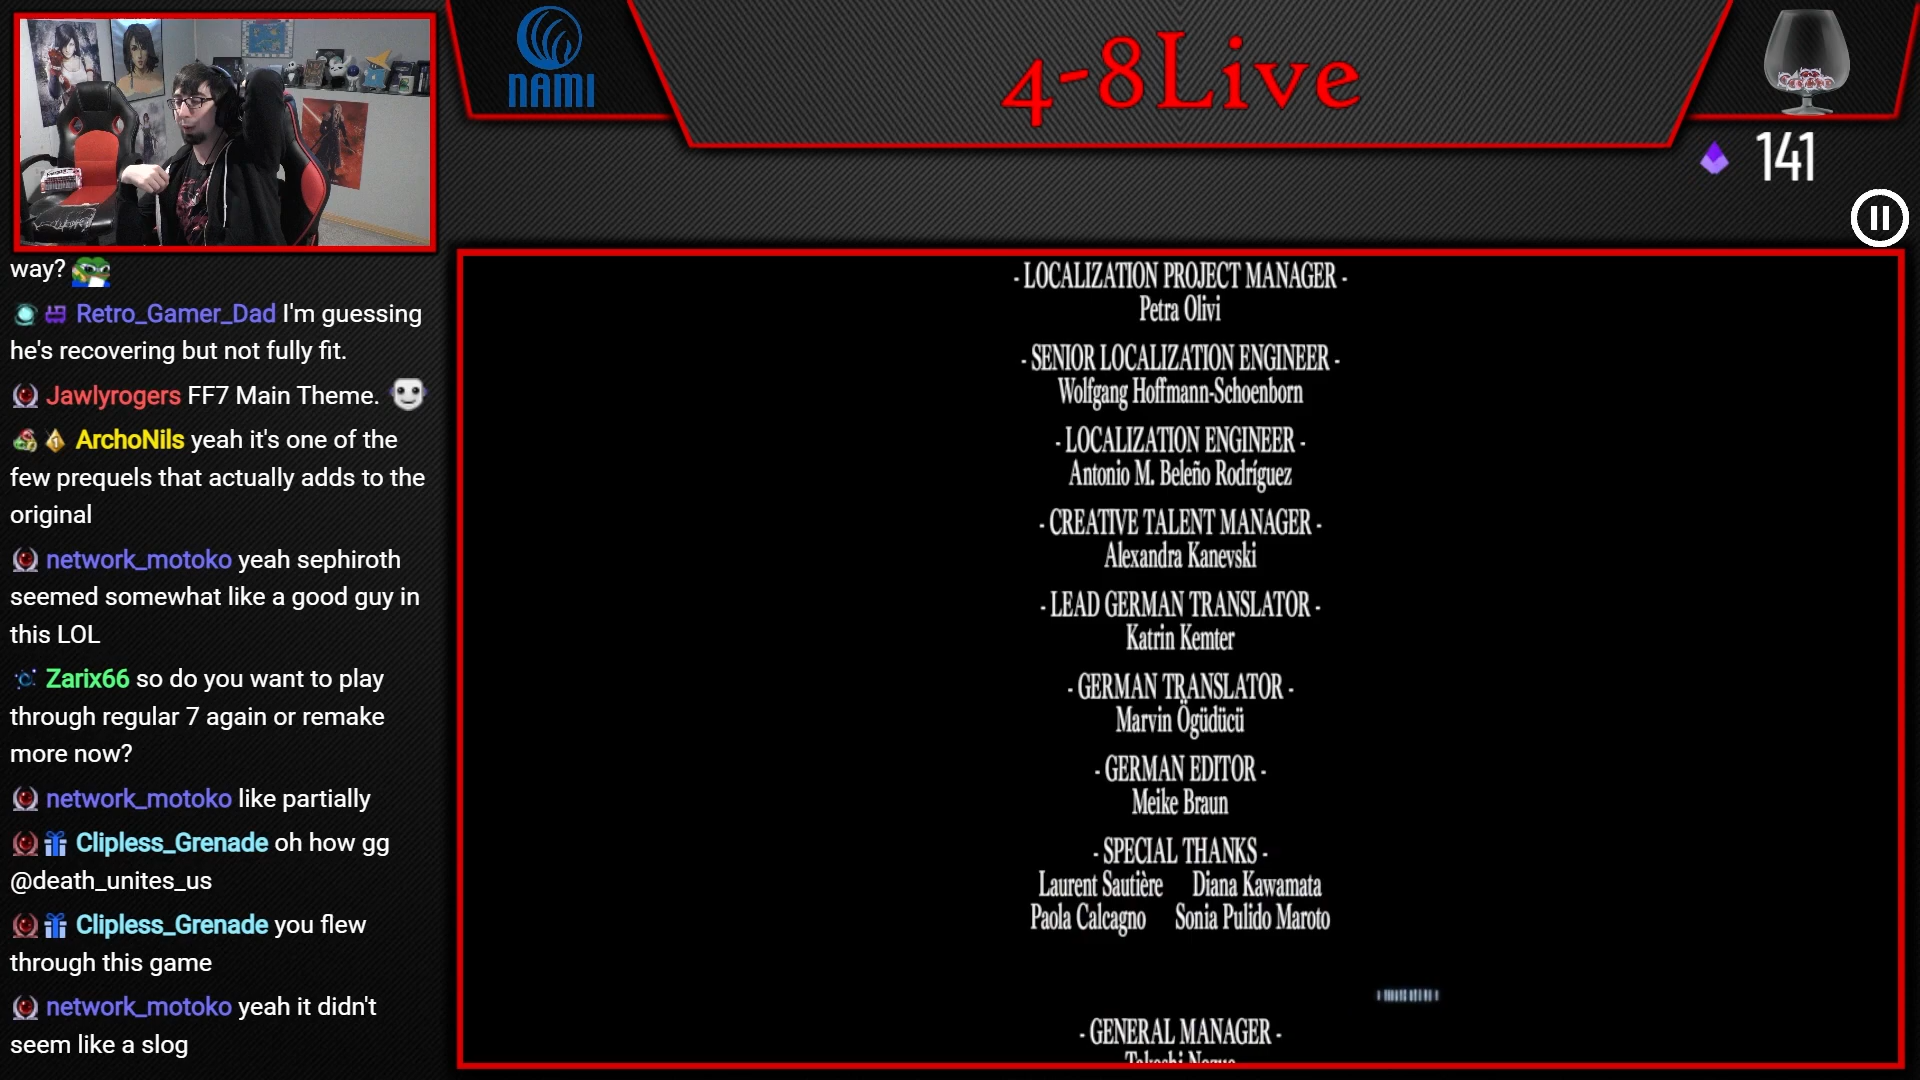 NAMI
4-8Live
141
way?
Retro_Gamer_Dad I'm guessing
he's recovering but not fully fit.
Jawlyrogers FF7 Main Theme.
ArchoNils yeah it's one of the
few prequels that actually adds to the
original
network_motoko yeah sephiroth
seemed somewhat like a good guy in
this LOL
Zarix66 so do you want to play
through regular 7 again or remake
more now?
network_motoko like partially
Clipless_Grenade oh how gg
@death_unites_us
Clipless_Grenade you flew
through this game
network_motoko yeah it didn't
seem like a slog
- LOCALIZATION PROJECT MANAGER -
Petra Olivi
- SENIOR LOCALIZATION ENGINEER -
Wolfgang Hoffmann-Schoenborn
- LOCALIZATION ENGINEER -
Antonio M. Beleño Rodríguez
- CREATIVE TALENT MANAGER -
Alexandra Kanevski
- LEAD GERMAN TRANSLATOR -
Katrin Kemter
- GERMAN TRANSLATOR -
Marvin Ögüdücü
- GERMAN EDITOR -
Meike Braun
- SPECIAL THANKS -
Laurent Sautière Diana Kawamata
Paola Calcagno Sonia Pulido Maroto
- GENERAL MANAGER -